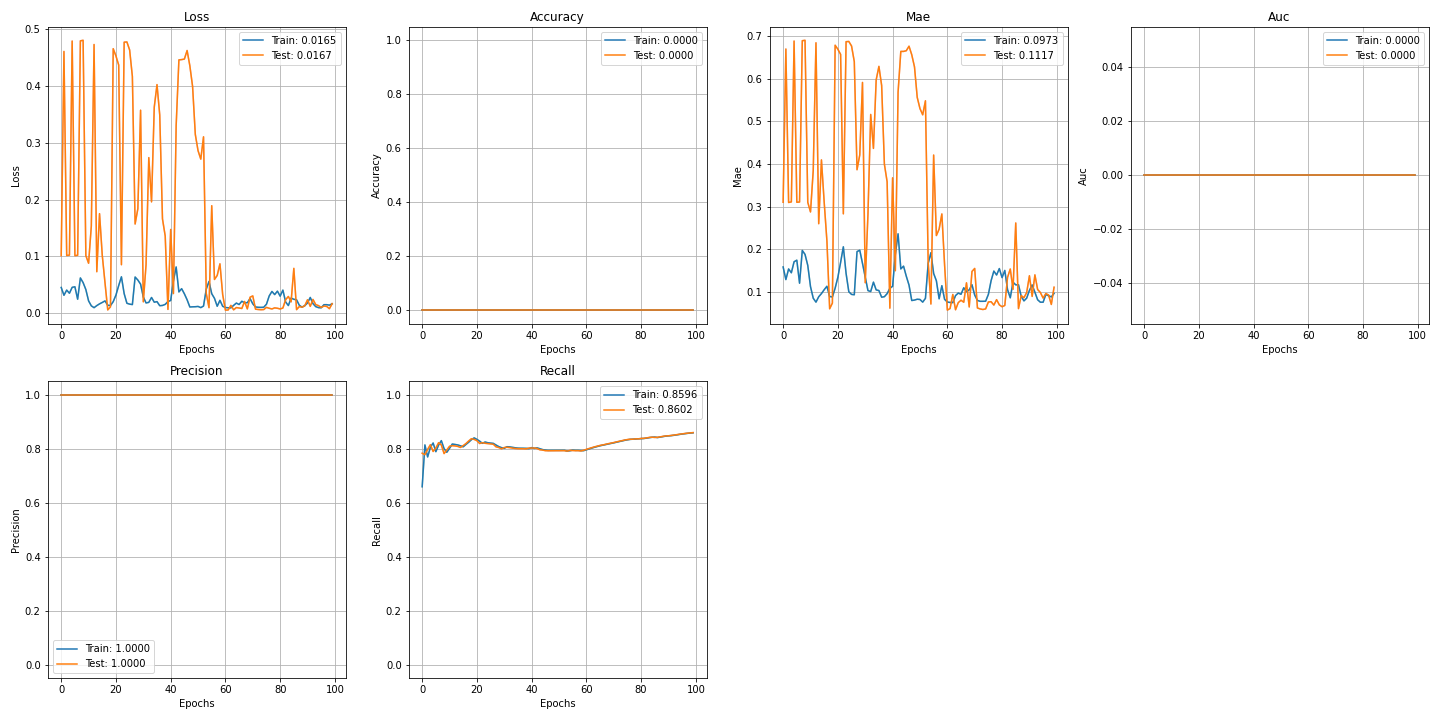 Loss
Train: 0.0165
Test: 0.0167
0.5
0.4
0.3
0.2
0.1
0.0
Loss
0 20 40 60 80 100
Epochs
Accuracy
Train: 0.0000
Test: 0.0000
1.0
0.8
0.6
0.4
0.2
0.0
Accuracy
0 20 40 60 80 100
Epochs
Mae
Train: 0.0973
Test: 0.1117
0.7
0.6
0.5
0.4
0.3
0.2
0.1
Mae
0 20 40 60 80 100
Epochs
Auc
Train: 0.0000
Test: 0.0000
0.04
0.02
0.00
−0.02
−0.04
Auc
0 20 40 60 80 100
Epochs
Precision
1.0
0.8
0.6
0.4
0.2
0.0
Precision
Train: 1.0000
Test: 1.0000
0 20 40 60 80 100
Epochs
Recall
Train: 0.8596
Test: 0.8602
1.0
0.8
0.6
0.4
0.2
0.0
Recall
0 20 40 60 80 100
Epochs